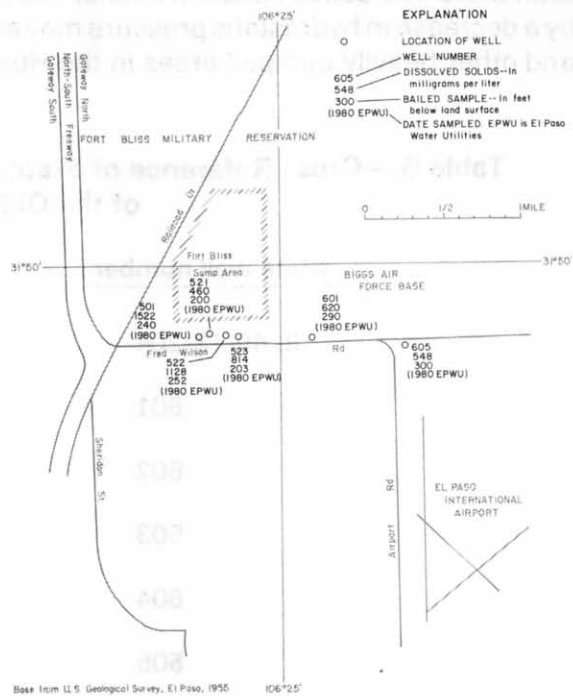 106°25'
EXPLANATION
LOCATION OF WELL
WELL NUMBER
605
DISSOLVED SOLIDS--In
milligrams per liter
548
BAILED SAMPLE--In feet
below land surface
300
(1980 EPWU)
DATE SAMPLED. EPWU is El Paso
Water Utilities
Gateway South
North-South Freeway
Gateway North
FORT BLISS MILITARY RESERVATION
Railroad
0 1/2 1MILE
31°50'
31°50'
Fort Bliss
Sump Area
BIGGS AIR
FORCE BASE
501
1522
240
(1980 EPWU)
521
460
200
(1980 EPWU)
601
620
290
(1980 EPWU)
Fred Wilson Rd
522
1128
252
(1980 EPWU)
523
814
203
(1980 EPWU)
605
548
300
(1980 EPWU)
Sheridan St
Airport Rd
EL PASO
INTERNATIONAL
AIRPORT
Base from U.S. Geological Survey, El Paso, 1955
106°25'